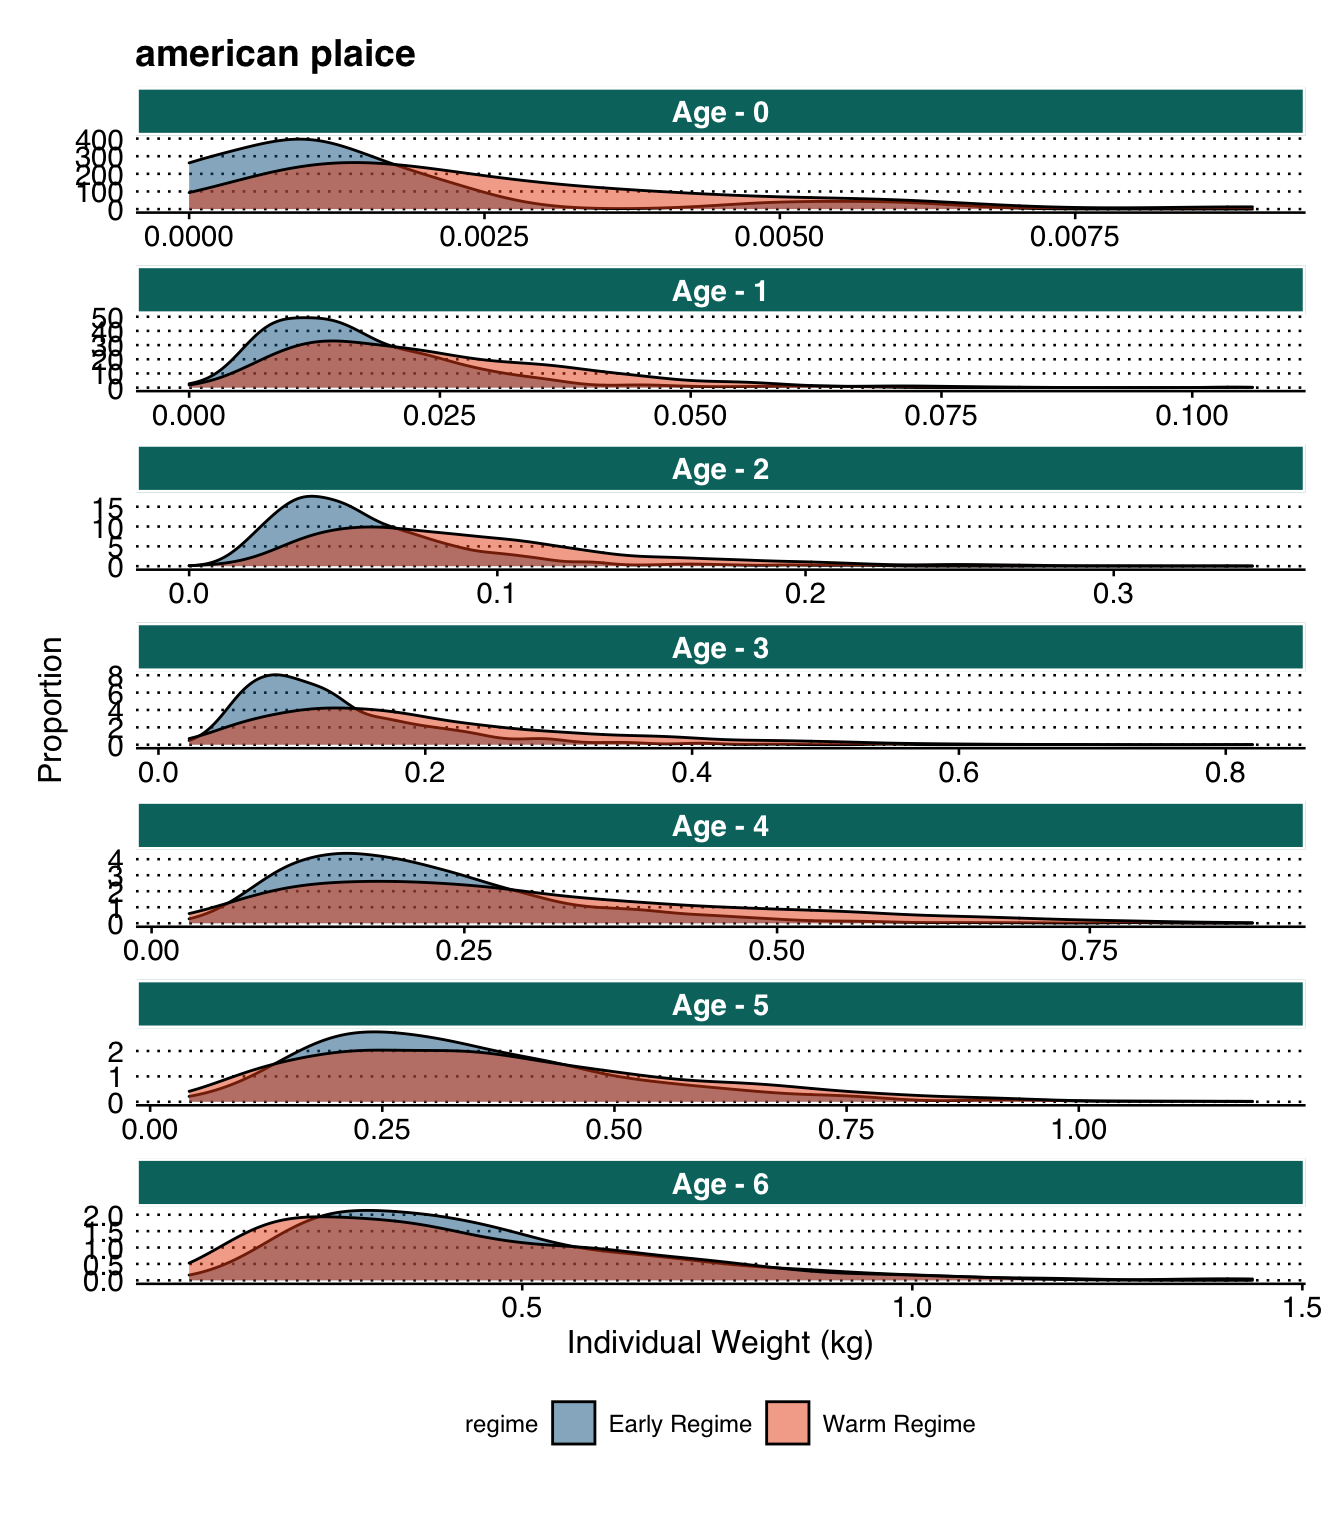 american plaice
Age - 0
400
300
200
100
0
0.0000 0.0025 0.0050 0.0075
Age - 1
50
40
30
20
10
0
0.000 0.025 0.050 0.075 0.100
Age - 2
15
10
5
0
0.0 0.1 0.2 0.3
Age - 3
8
6
4
2
0
0.0 0.2 0.4 0.6 0.8
Proportion
Age - 4
4
3
2
1
0
0.00 0.25 0.50 0.75
Age - 5
2
1
0
0.00 0.25 0.50 0.75 1.00
Age - 6
2.0
1.5
1.0
0.5
0.0
0.5 1.0 1.5
Individual Weight (kg)
regime Early Regime Warm Regime